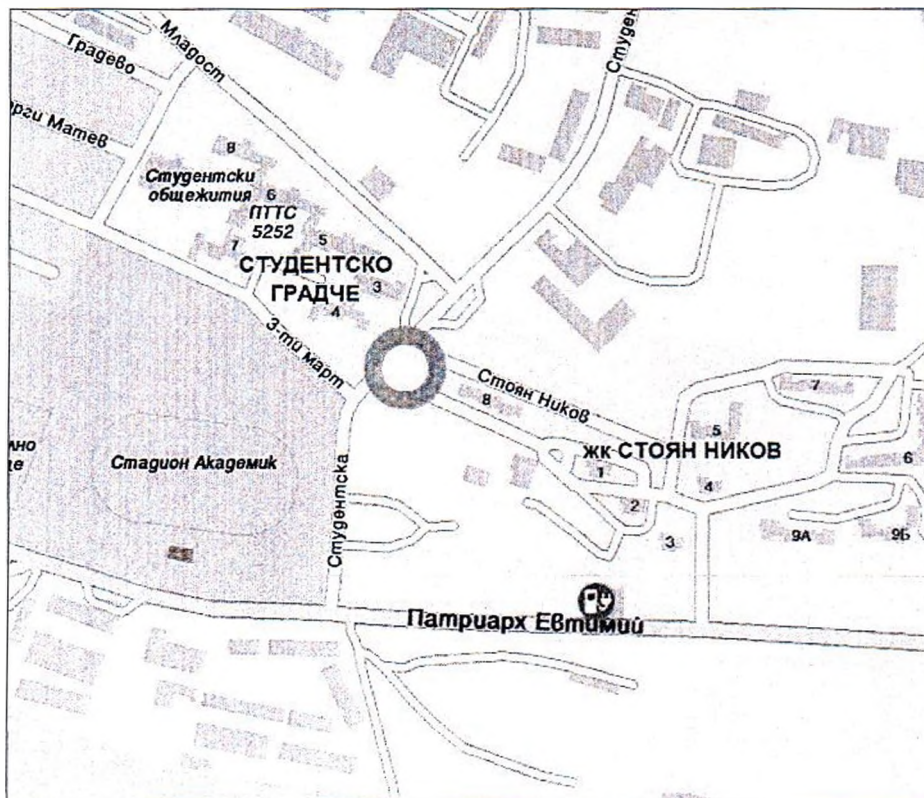 Градево
Младост
Студен
рги Матев
8
Студентски
общежития
6
ПТТС
5252
7
5
СТУДЕНТСКО
ГРАДЧЕ
3
4
3-ти март
Стоян Ников
8
7
5
жк СТОЯН НИКОВ
лно
ще
Стадион Академик
1
6
4
Студентска
2
3
9А
9Б
Патриарх Евтимий